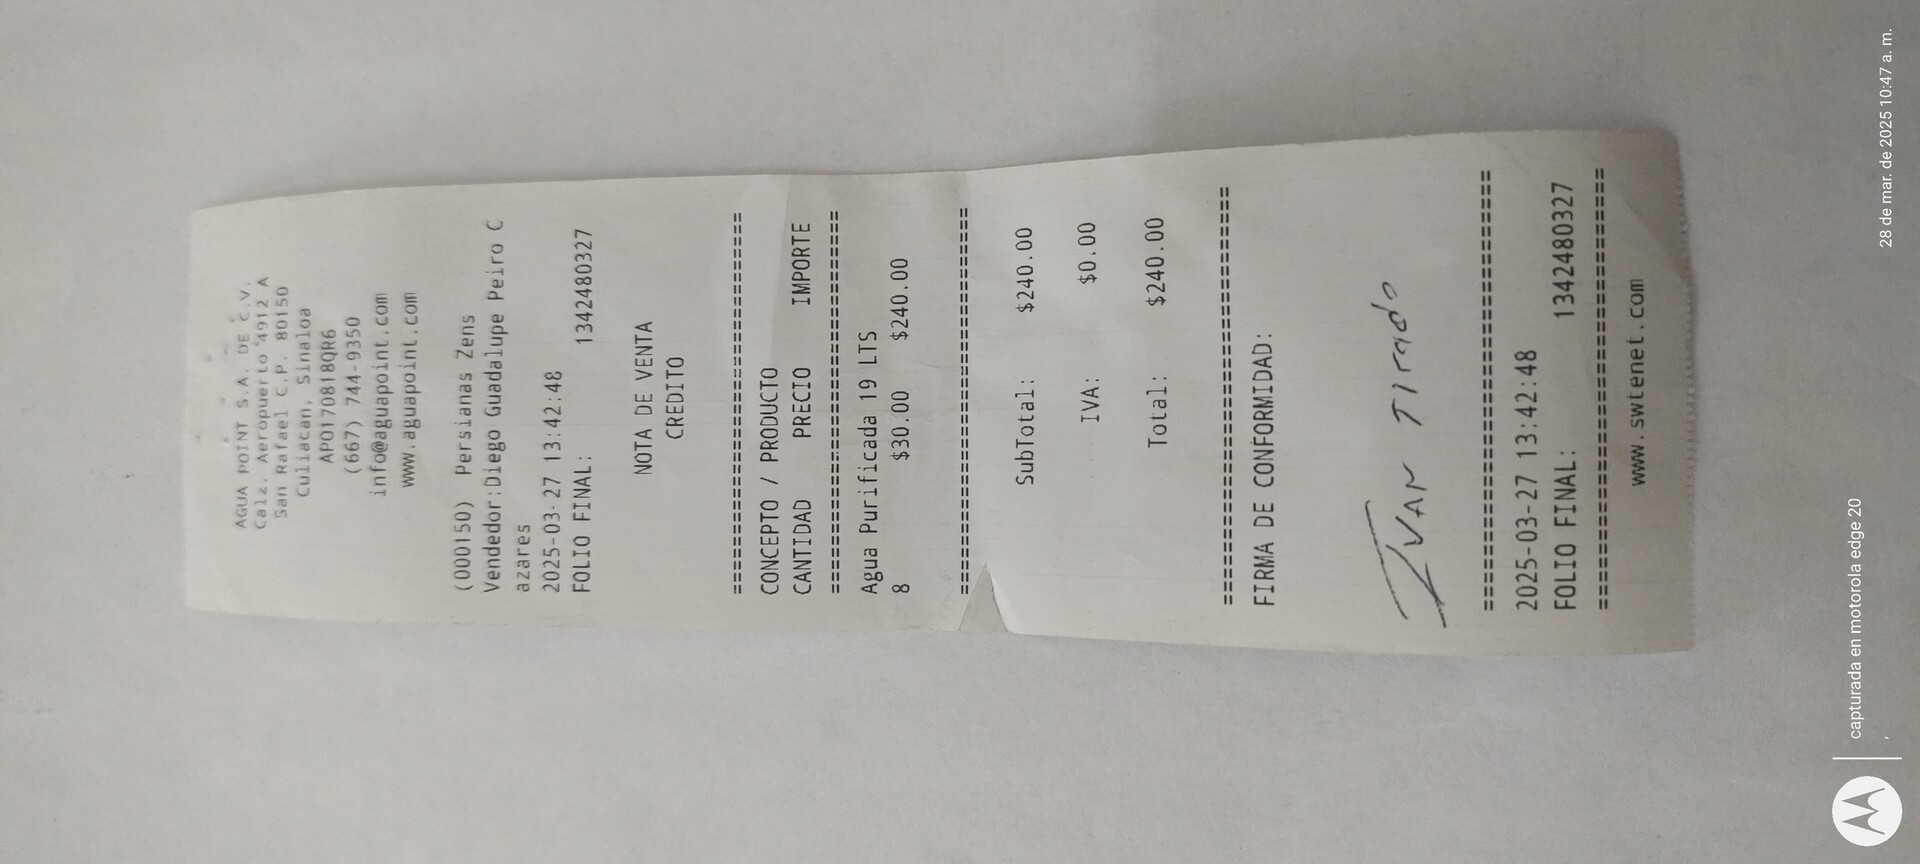 AGUA POINT S.A. DE C.V.
Calz. Aeropuerto 4912 A
San Rafael C.P. 80150
Culiacan, Sinaloa
APO170818QR6
(667) 744-9350
info@aguapoint.com
www.aguapoint.com
(000150) Persianas Zens
Vendedor:Diego Guadalupe Peiro C
azares
2025-03-27 13:42:48
FOLIO FINAL: 1342480327
NOTA DE VENTA
CREDITO
================================
CONCEPTO / PRODUCTO
CANTIDAD PRECIO IMPORTE
================================
Agua Purificada 19 LTS
8 $30.00 $240.00
================================
SubTotal: $240.00
IVA: $0.00
Total: $240.00
================================
FIRMA DE CONFORMIDAD:
IVAN TIrado
================================
2025-03-27 13:42:48
FOLIO FINAL: 1342480327
================================
www.swtenet.com
capturada en motorola edge 20
,
28 de mar. de 2025 10:47 a. m.